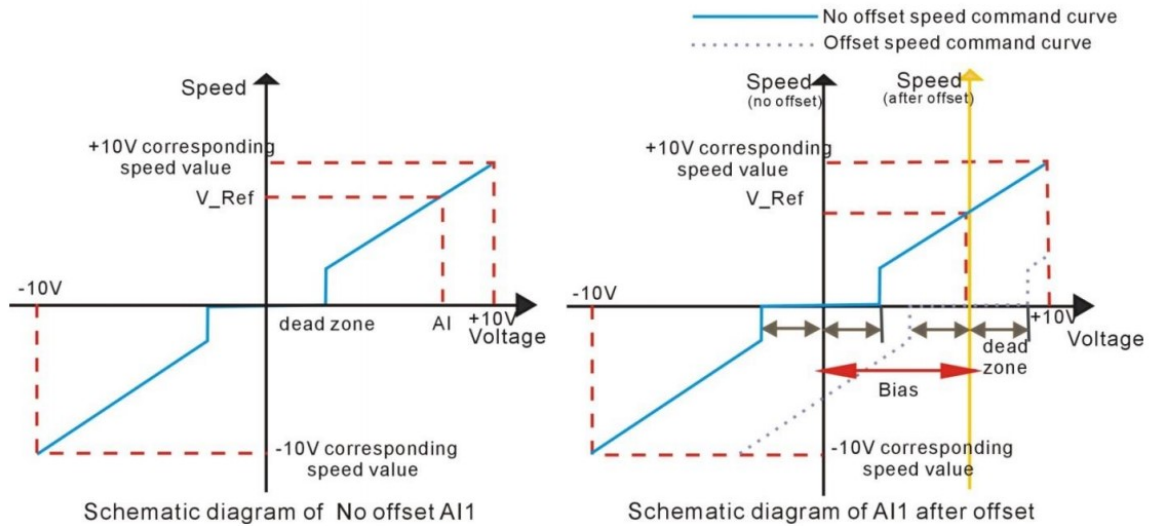 No offset speed command curve
Offset speed command curve
Speed
+10V corresponding
speed value
V_Ref
-10V
dead zone
AI
+10V
Voltage
-10V corresponding
speed value
Schematic diagram of No offset AI1
Speed
(no offset)
Speed
(after offset)
+10V corresponding
speed value
V_Ref
-10V
+10V
dead
zone
Voltage
Bias
-10V corresponding
speed value
Schematic diagram of AI1 after offset